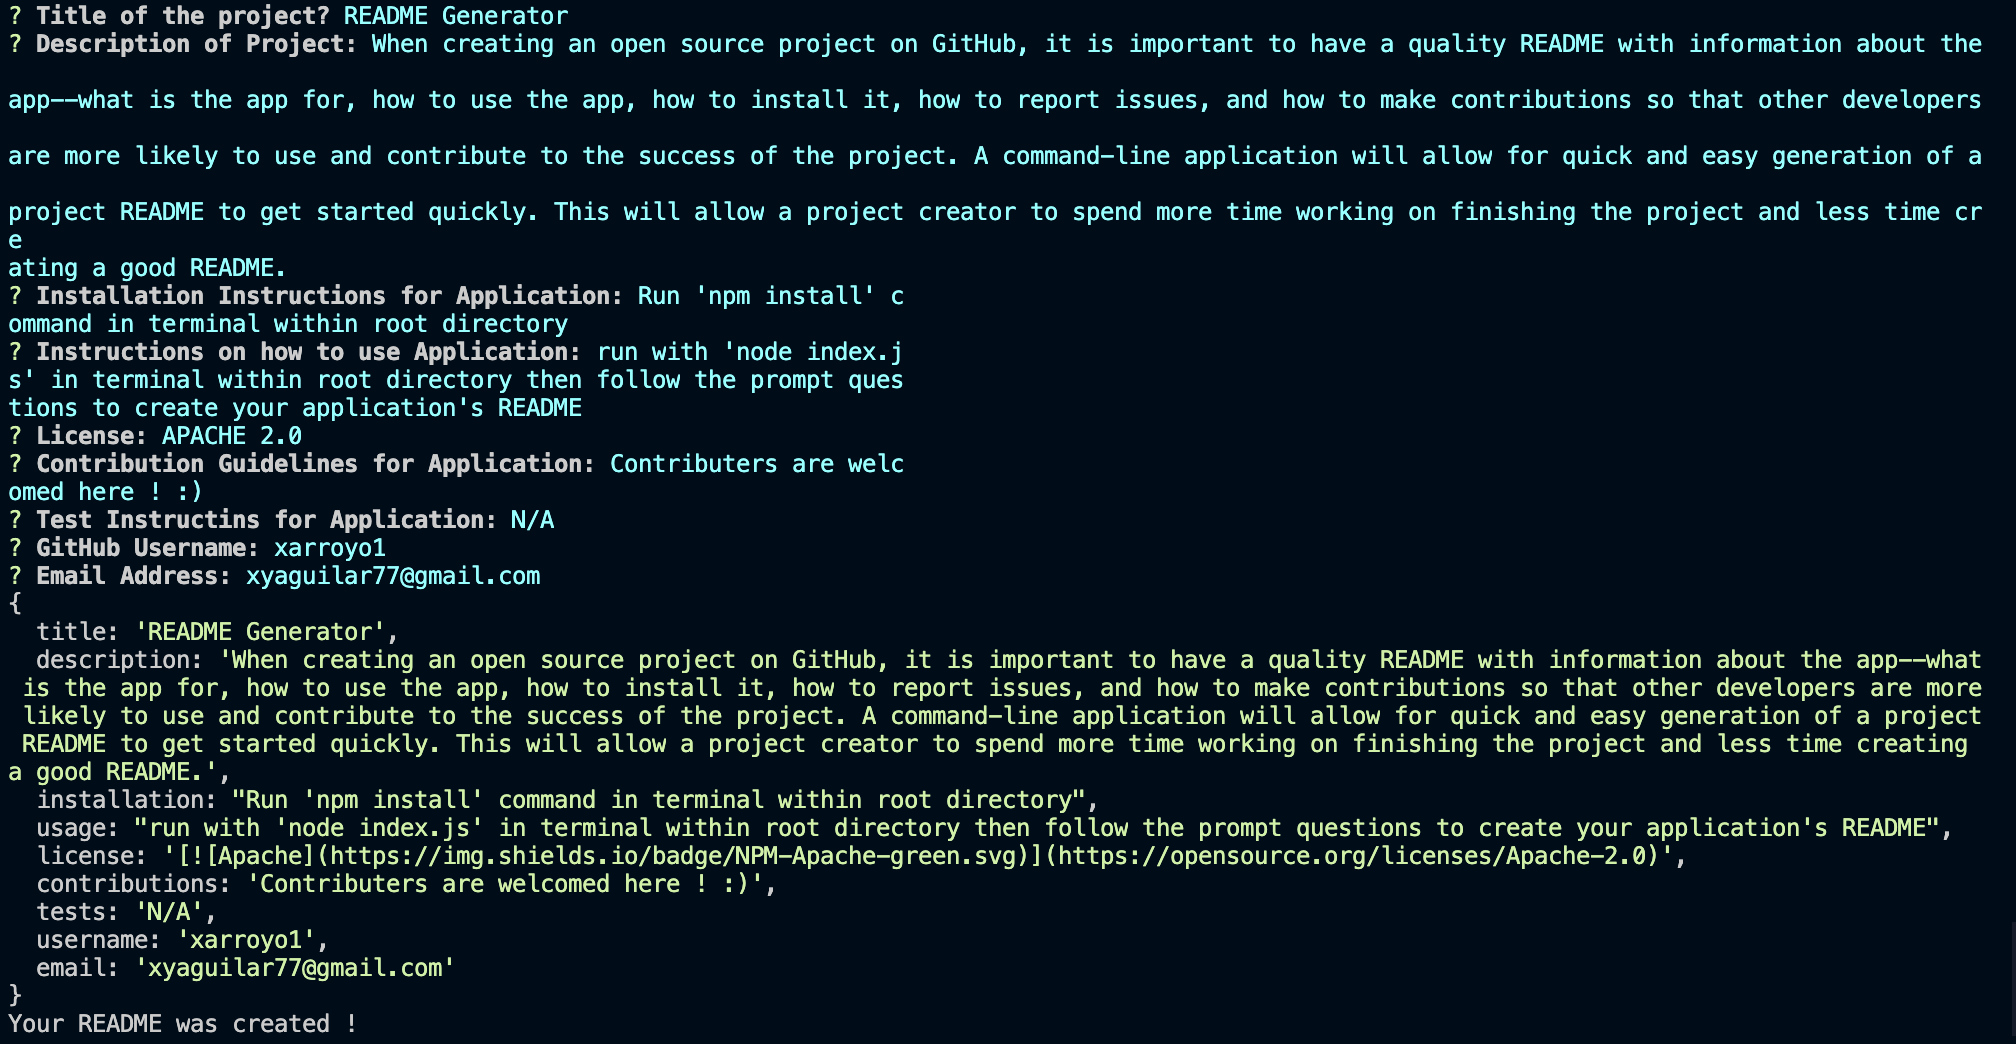 ? Title of the project? README Generator
? Description of Project: When creating an open source project on GitHub, it is important to have a quality README with information about the
app--what is the app for, how to use the app, how to install it, how to report issues, and how to make contributions so that other developers
are more likely to use and contribute to the success of the project. A command-line application will allow for quick and easy generation of a
project README to get started quickly. This will allow a project creator to spend more time working on finishing the project and less time cr
e
ating a good README.
? Installation Instructions for Application: Run 'npm install' c
ommand in terminal within root directory
? Instructions on how to use Application: run with 'node index.j
s' in terminal within root directory then follow the prompt ques
tions to create your application's README
? License: APACHE 2.0
? Contribution Guidelines for Application: Contributers are welc
omed here ! :)
? Test Instructins for Application: N/A
? GitHub Username: xarroyo1
? Email Address: xyaguilar77@gmail.com
{
  title: 'README Generator',
  description: 'When creating an open source project on GitHub, it is important to have a quality README with information about the app--what
 is the app for, how to use the app, how to install it, how to report issues, and how to make contributions so that other developers are more
 likely to use and contribute to the success of the project. A command-line application will allow for quick and easy generation of a project
 README to get started quickly. This will allow a project creator to spend more time working on finishing the project and less time creating
a good README.',
  installation: "Run 'npm install' command in terminal within root directory",
  usage: "run with 'node index.js' in terminal within root directory then follow the prompt questions to create your application's README",
  license: '[![Apache](https://img.shields.io/badge/NPM-Apache-green.svg)](https://opensource.org/licenses/Apache-2.0)',
  contributions: 'Contributers are welcomed here ! :)',
  tests: 'N/A',
  username: 'xarroyo1',
  email: 'xyaguilar77@gmail.com'
}
Your README was created !